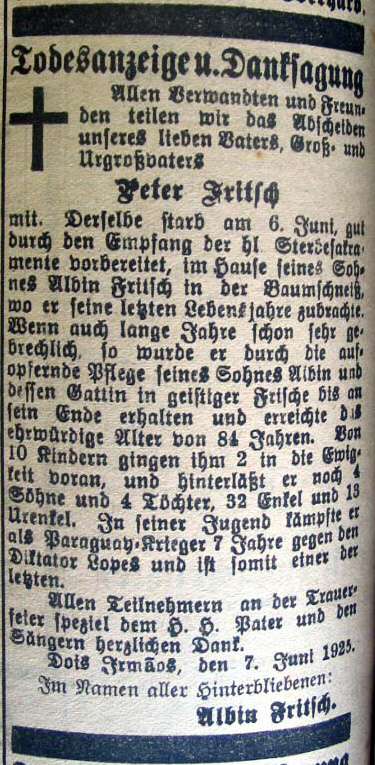 Todesanzeige u. Danksagung
Allen Verwandten und Freun-
den teilen wir das Abscheiden
unseres lieben Vaters, Groß- und
Urgroßvaters
Peter Fritsch
mit. Derselbe starb am 6. Juni, gut
durch den Empfang der hl. Sterbesakra-
mente vorbereitet, im Hause seines Soh-
nes Albin Fritsch in der Baumschneiß,
wo er seine letzten Lebensjahre zubrachte.
Wenn auch lange Jahre schon sehr ge-
brechlich, so wurde er durch die auf-
opfernde Pflege seines Sohnes Albin und
dessen Gattin in geistiger Frische bis an
sein Ende erhalten und erreichte das
ehrwürdige Alter von 84 Jahren. Von
10 Kindern gingen ihm 2 in die Ewig-
keit voran, und hinterläßt er noch 4
Söhne und 4 Töchter, 32 Enkel und 13
Urenkel. In seiner Jugend kämpfte er
als Paraguay-Krieger 7 Jahre gegen den
Diktator Lopes und ist somit einer der
letzten.
Allen Teilnehmern an der Trauer-
feier speziel dem H. H. Pater und den
Sängern herzlichen Dank.
Dois Irmãos, den 7. Juni 1925.
Im Namen aller Hinterbliebenen:
Albin Fritsch.